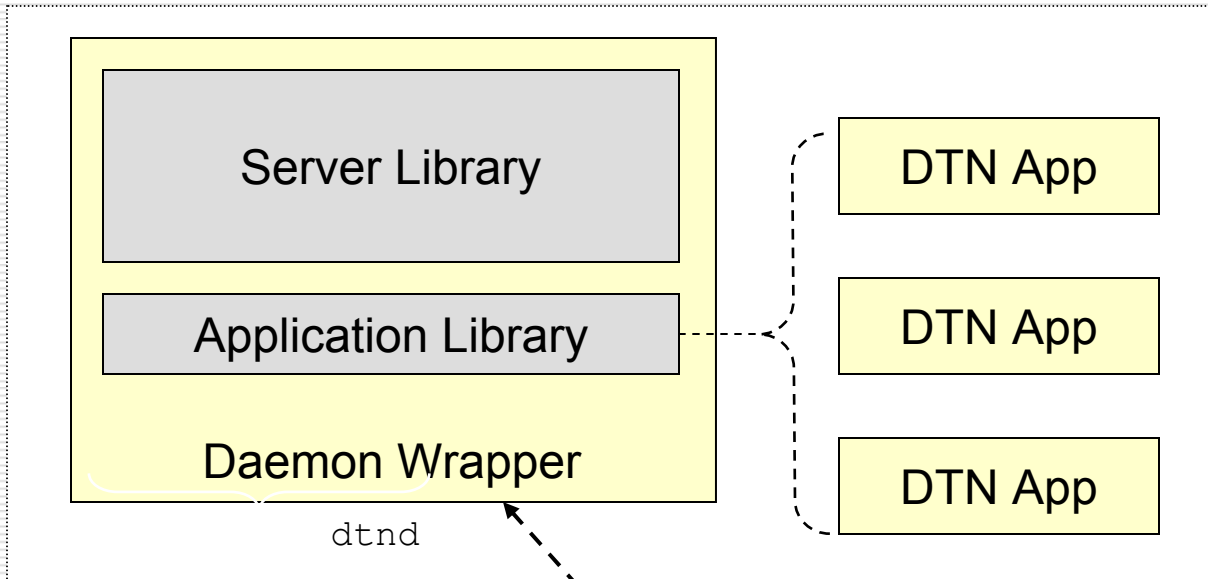 Server Library
Application Library
Daemon Wrapper
dtnd
DTN App
DTN App
DTN App